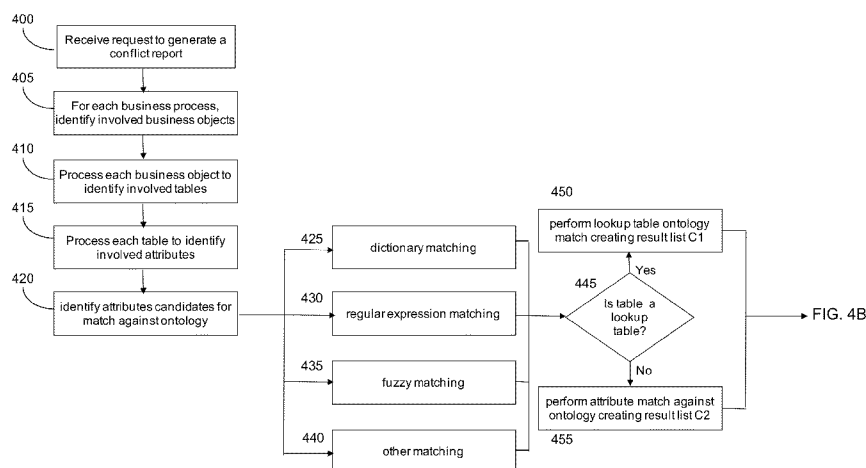 400
Receive request to generate a
conflict report
405
For each business process,
identify involved business objects
410
Process each business object to
identify involved tables
415
Process each table to identify
involved attributes
420
identify attributes candidates for
match against ontology
425
dictionary matching
430
regular expression matching
435
fuzzy matching
440
other matching
450
perform lookup table ontology
match creating result list C1
Yes
445
Is table a
lookup
table?
No
perform attribute match against
ontology creating result list C2
455
FIG. 4B